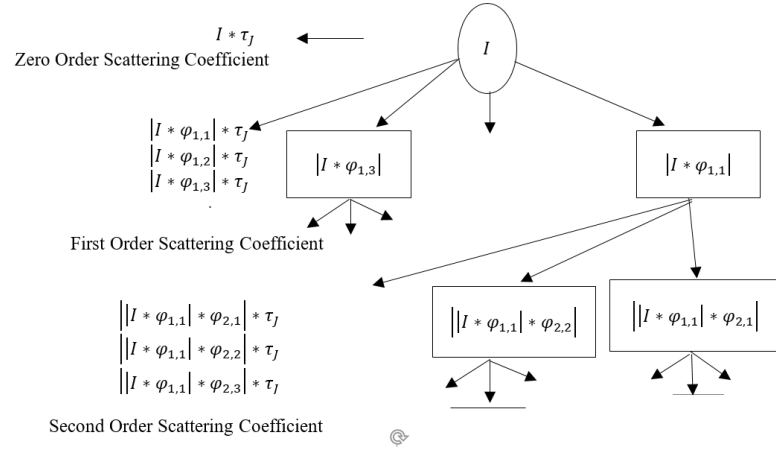 I * τ_J
I
Zero Order Scattering Coefficient
|I * φ_{1,1}| * τ_J
|I * φ_{1,2}| * τ_J
|I * φ_{1,3}| * τ_J
|I * φ_{1,3}|
|I * φ_{1,1}|
.
First Order Scattering Coefficient
||I * φ_{1,1}| * φ_{2,1}| * τ_J
||I * φ_{1,1}| * φ_{2,2}| * τ_J
||I * φ_{1,1}| * φ_{2,3}| * τ_J
||I * φ_{1,1}| * φ_{2,2}|
||I * φ_{1,1}| * φ_{2,1}|
Second Order Scattering Coefficient